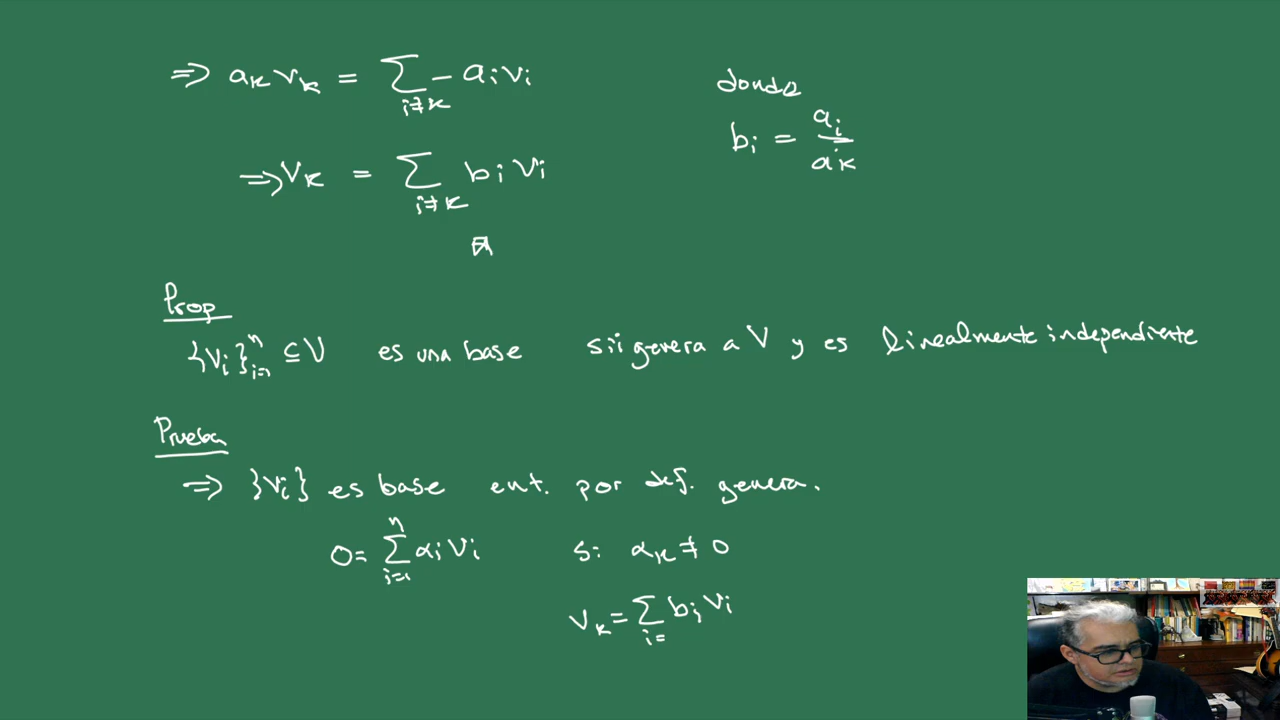 ⇒ aₖvₖ = ∑_{i≠k} -aᵢvᵢ
donde
bᵢ = aᵢ/aₖ
⇒ vₖ = ∑_{i≠k} bᵢvᵢ
Prop
{vᵢ}ⁿᵢ₌₁ ⊆ V es una base sii genera a V y es linealmente independiente
Prueba
⇒ {vᵢ} es base ent. por def. genera.
0 = ∑ⁿᵢ₌₁ αᵢvᵢ si αₖ ≠ 0
vₖ = ∑_{i=} bᵢvᵢ